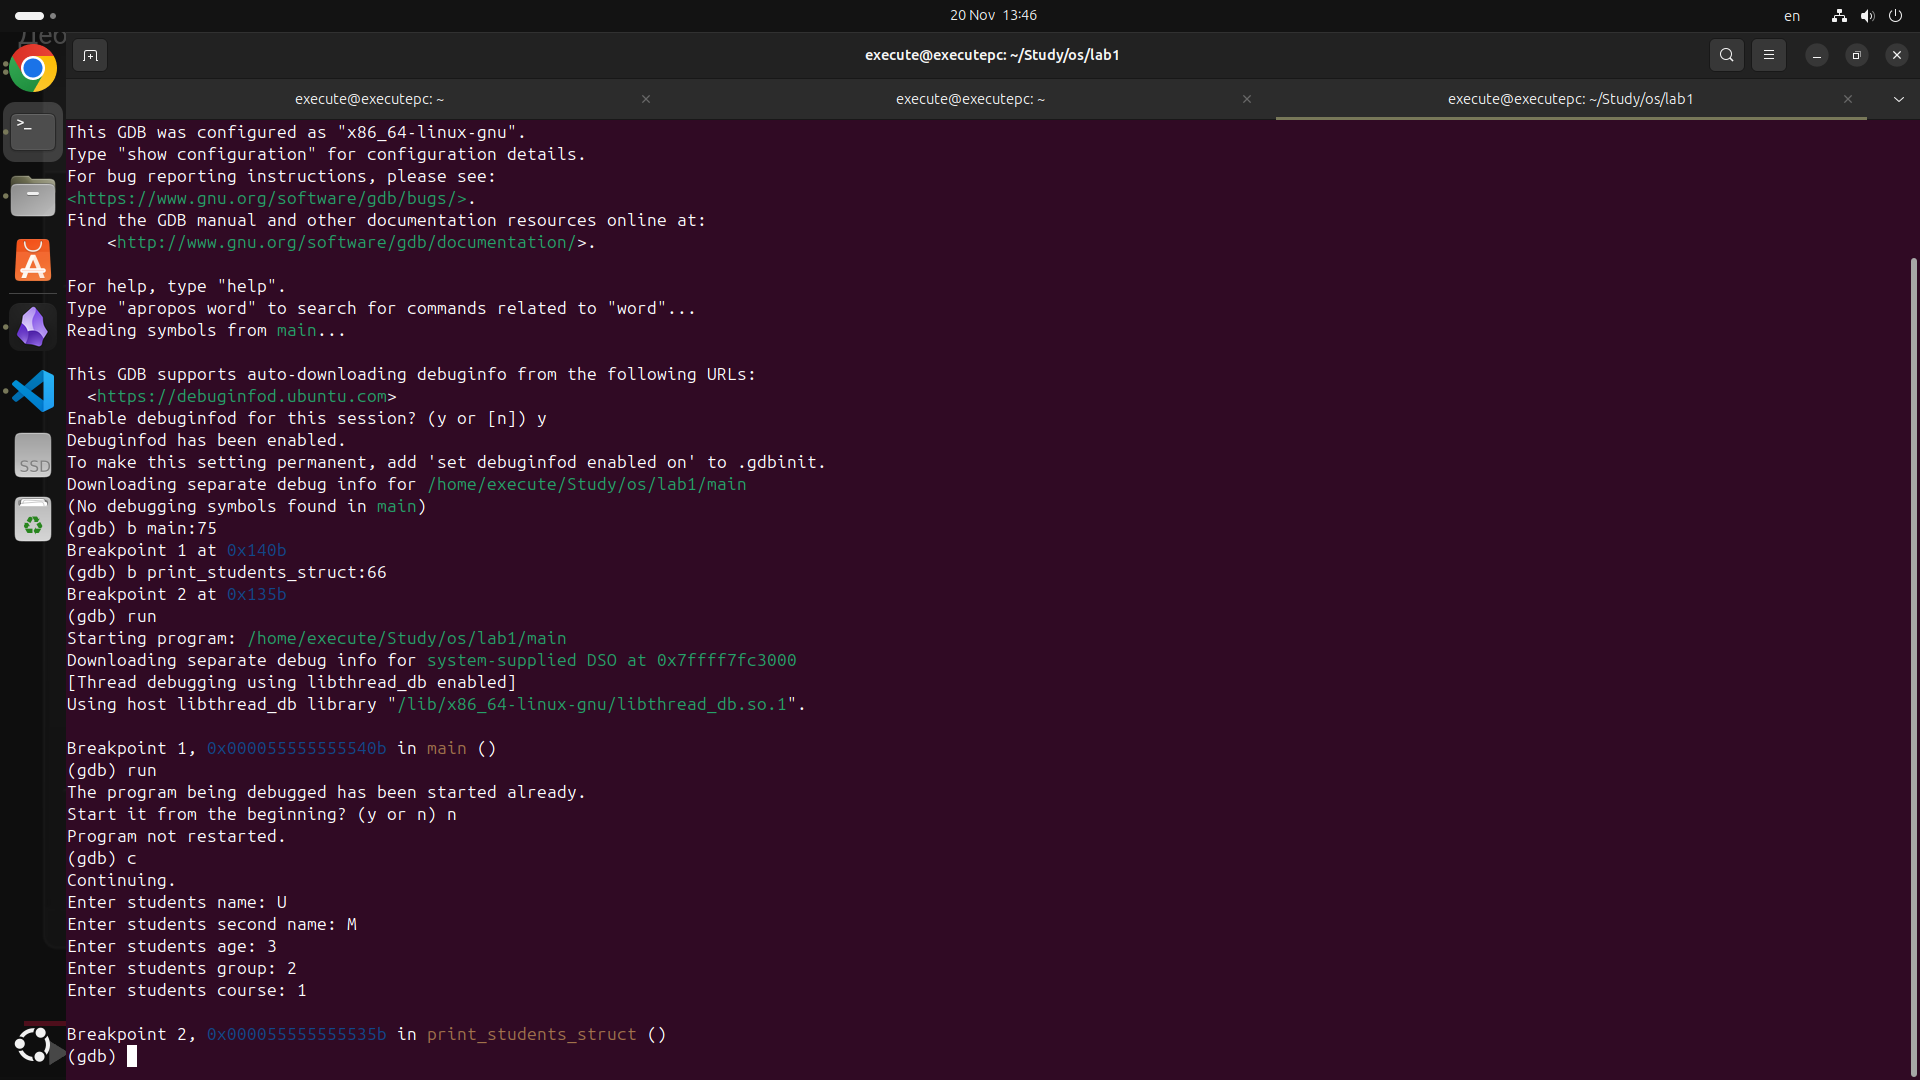 20 Nov 13:46
en
Деб
execute@executepc: ~/Study/os/lab1
execute@executepc: ~
execute@executepc: ~
execute@executepc: ~/Study/os/lab1
This GDB was configured as "x86_64-linux-gnu".
Type "show configuration" for configuration details.
For bug reporting instructions, please see:
<https://www.gnu.org/software/gdb/bugs/>.
Find the GDB manual and other documentation resources online at:
    <http://www.gnu.org/software/gdb/documentation/>.
For help, type "help".
Type "apropos word" to search for commands related to "word"...
Reading symbols from main...
This GDB supports auto-downloading debuginfo from the following URLs:
  <https://debuginfod.ubuntu.com>
Enable debuginfod for this session? (y or [n]) y
Debuginfod has been enabled.
To make this setting permanent, add 'set debuginfod enabled on' to .gdbinit.
Downloading separate debug info for /home/execute/Study/os/lab1/main
(No debugging symbols found in main)
(gdb) b main:75
Breakpoint 1 at 0x140b
(gdb) b print_students_struct:66
Breakpoint 2 at 0x135b
(gdb) run
Starting program: /home/execute/Study/os/lab1/main
Downloading separate debug info for system-supplied DSO at 0x7ffff7fc3000
[Thread debugging using libthread_db enabled]
Using host libthread_db library "/lib/x86_64-linux-gnu/libthread_db.so.1".
Breakpoint 1, 0x000055555555540b in main ()
(gdb) run
The program being debugged has been started already.
Start it from the beginning? (y or n) n
Program not restarted.
(gdb) c
Continuing.
Enter students name: U
Enter students second name: M
Enter students age: 3
Enter students group: 2
Enter students course: 1
Breakpoint 2, 0x000055555555535b in print_students_struct ()
(gdb)
SSD